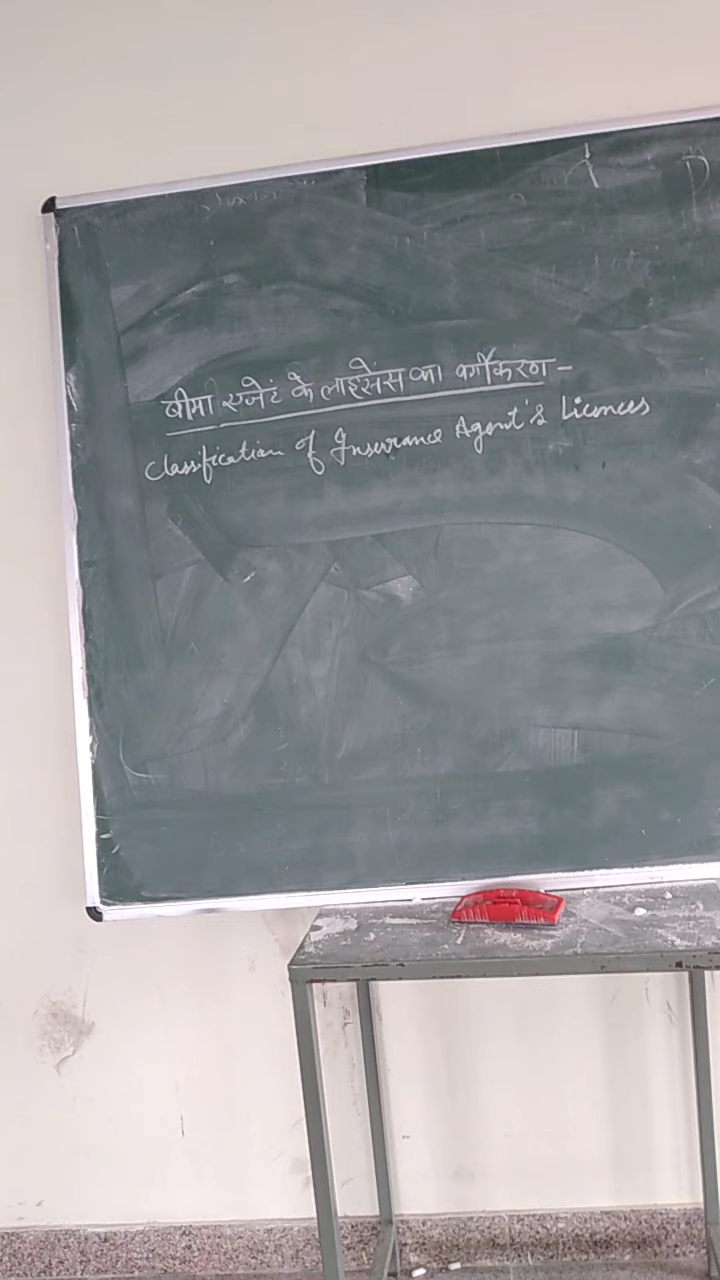 बीमा एजेंट के लाइसेंस का वर्गीकरण -
Classification of Insurance Agent's Licences